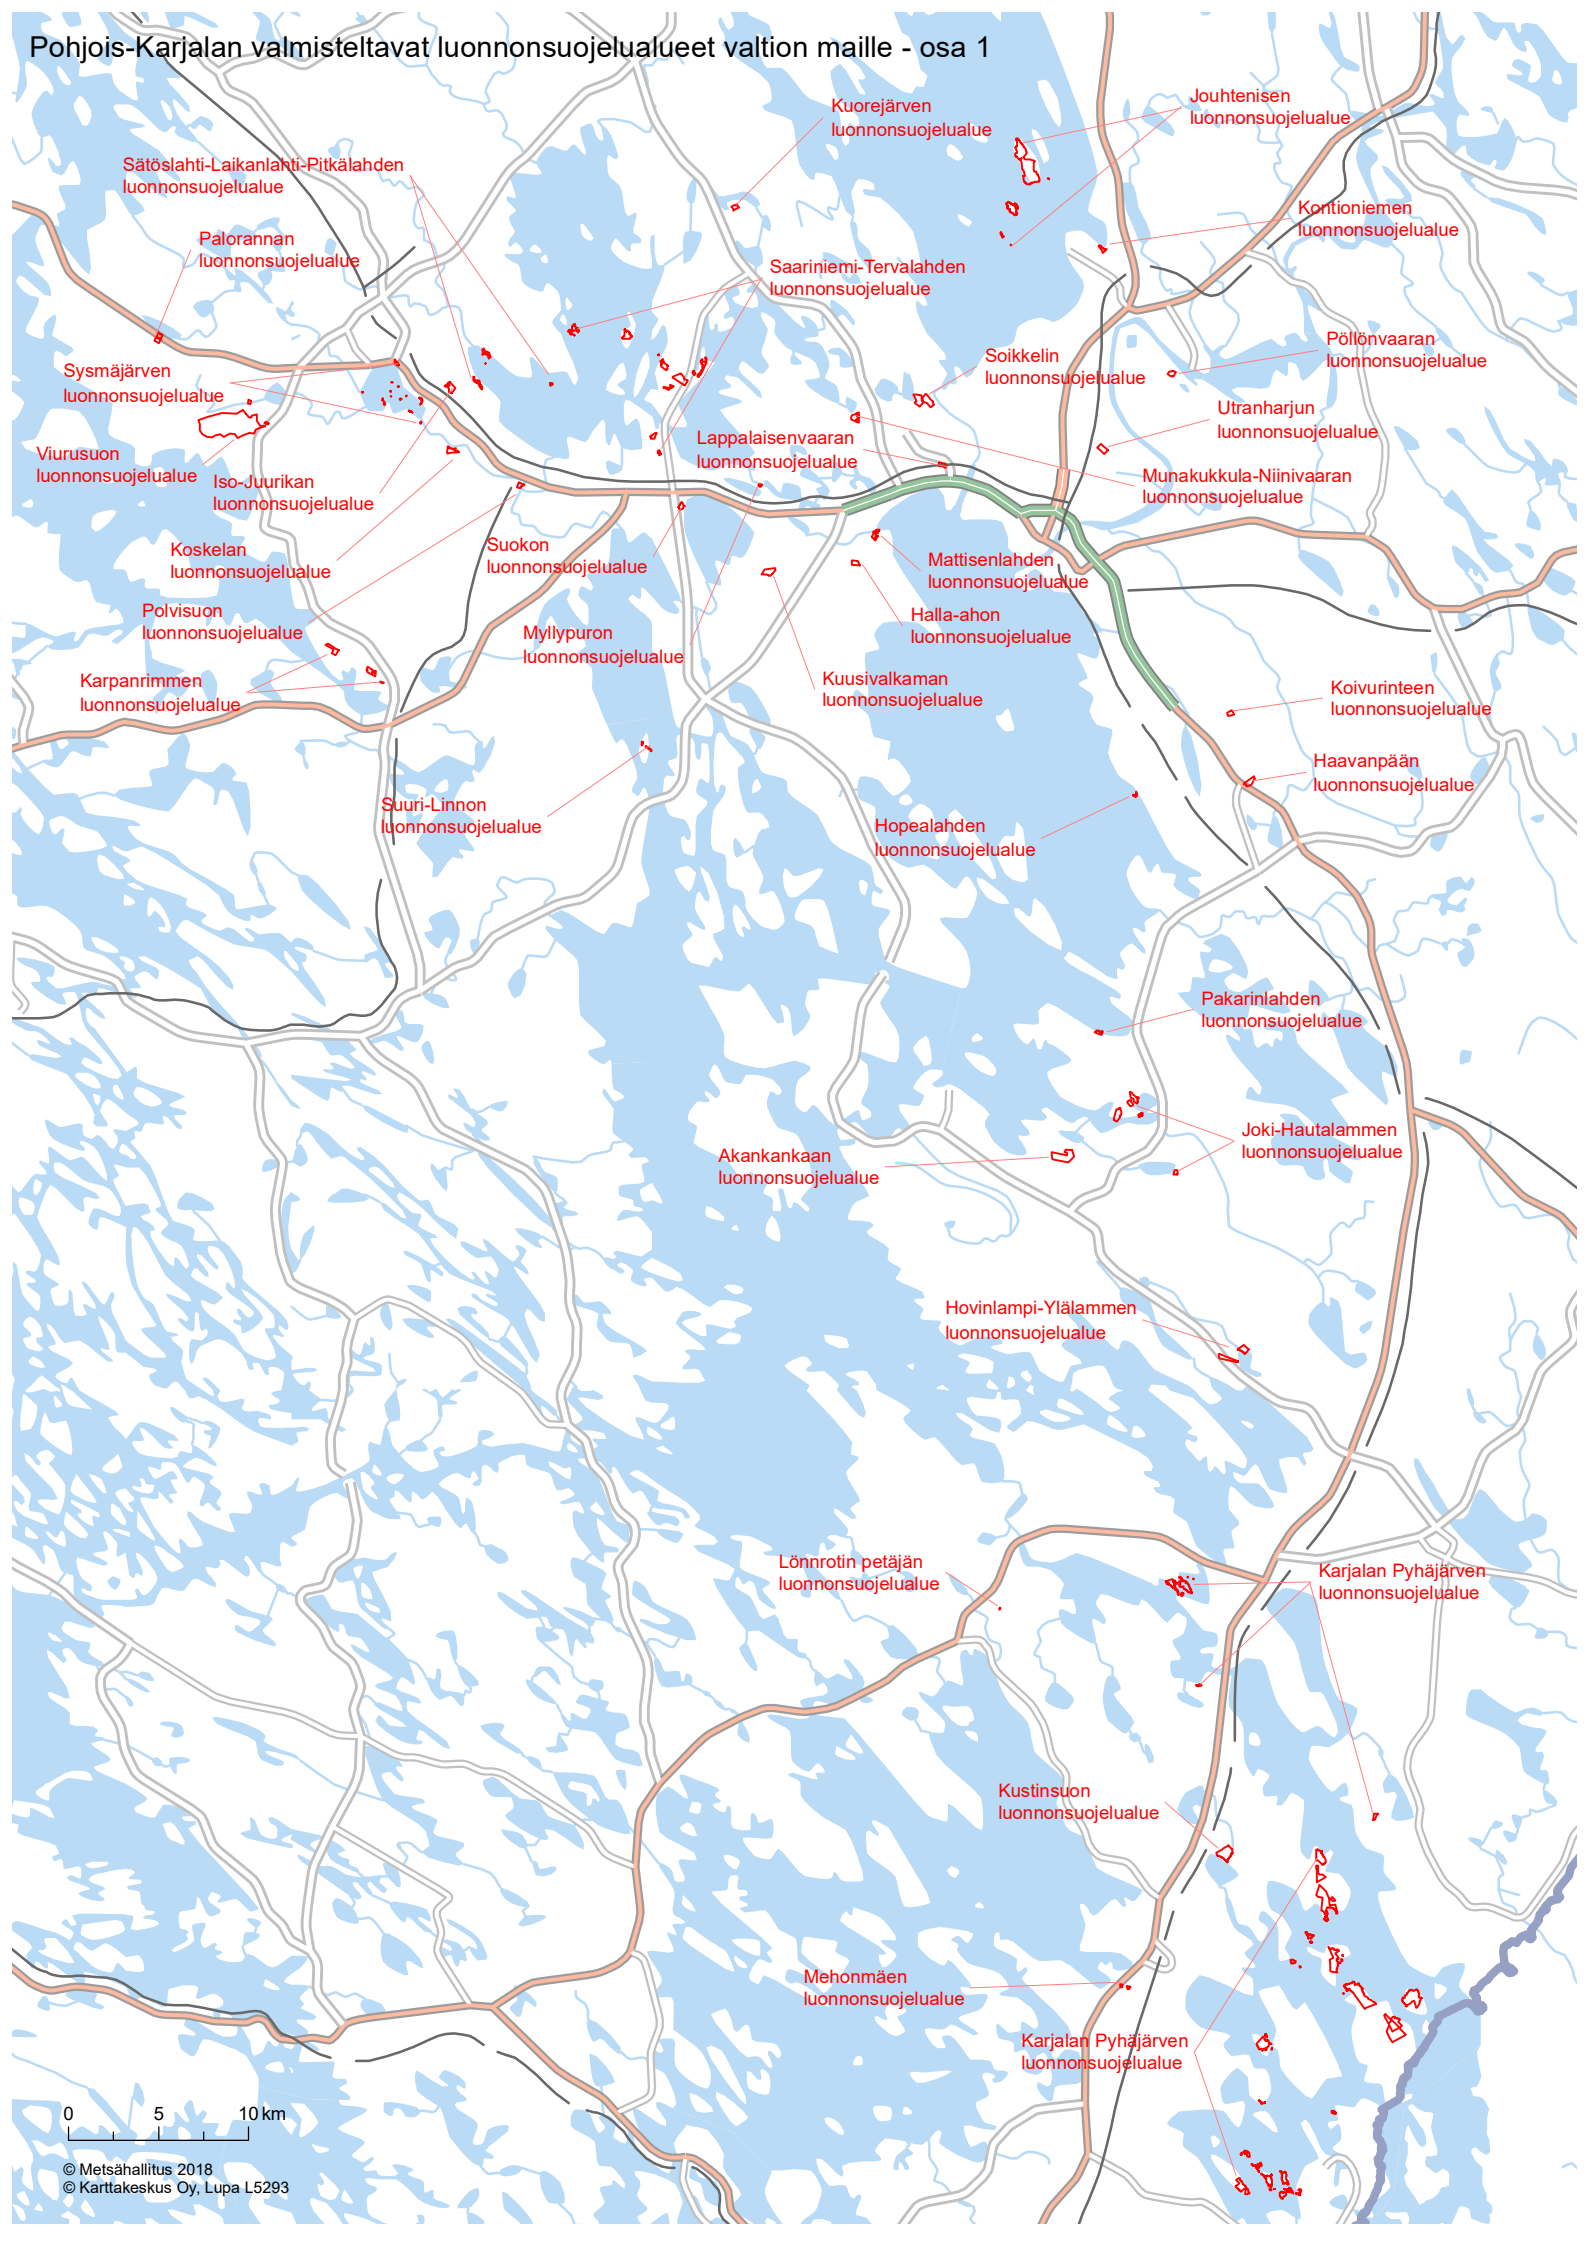 Pohjois-Karjalan valmisteltavat luonnonsuojelualueet valtion maille - osa 1
Kuorejärven
luonnonsuojelualue
Jouhtenisen
luonnonsuojelualue
Sätöslahti-Laikanlahti-Pitkälahden
luonnonsuojelualue
Kontioniemen
luonnonsuojelualue
Palorannan
luonnonsuojelualue
Saariniemi-Tervalahden
luonnonsuojelualue
Pöllönvaaran
luonnonsuojelualue
Soikkelin
luonnonsuojelualue
Sysmäjärven
luonnonsuojelualue
Utranharjun
luonnonsuojelualue
Lappalaisenvaaran
luonnonsuojelualue
Viurusuon
luonnonsuojelualue
Munakukkula-Niinivaaran
luonnonsuojelualue
Iso-Juurikan
luonnonsuojelualue
Suokon
luonnonsuojelualue
Koskelan
luonnonsuojelualue
Mattisenlahden
luonnonsuojelualue
Polvisuon
luonnonsuojelualue
Halla-ahon
luonnonsuojelualue
Myllypuron
luonnonsuojelualue
Karpanrimmen
luonnonsuojelualue
Kuusivalkaman
luonnonsuojelualue
Koivurinteen
luonnonsuojelualue
Haavanpään
luonnonsuojelualue
Suuri-Linnon
luonnonsuojelualue
Hopealahden
luonnonsuojelualue
Pakarinlahden
luonnonsuojelualue
Joki-Hautalammen
luonnonsuojelualue
Akankankaan
luonnonsuojelualue
Hovinlampi-Ylälammen
luonnonsuojelualue
Lönnrotin petäjän
luonnonsuojelualue
Karjalan Pyhäjärven
luonnonsuojelualue
Kustinsuon
luonnonsuojelualue
Mehonmäen
luonnonsuojelualue
Karjalan Pyhäjärven
luonnonsuojelualue
0 5 10 km
© Metsähallitus 2018
© Karttakeskus Oy, Lupa L5293